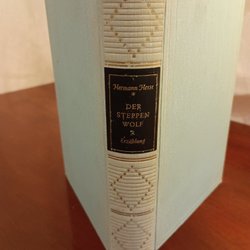 Hermann Hesse
*
DER
STEPPEN
WOLF
Erzählung